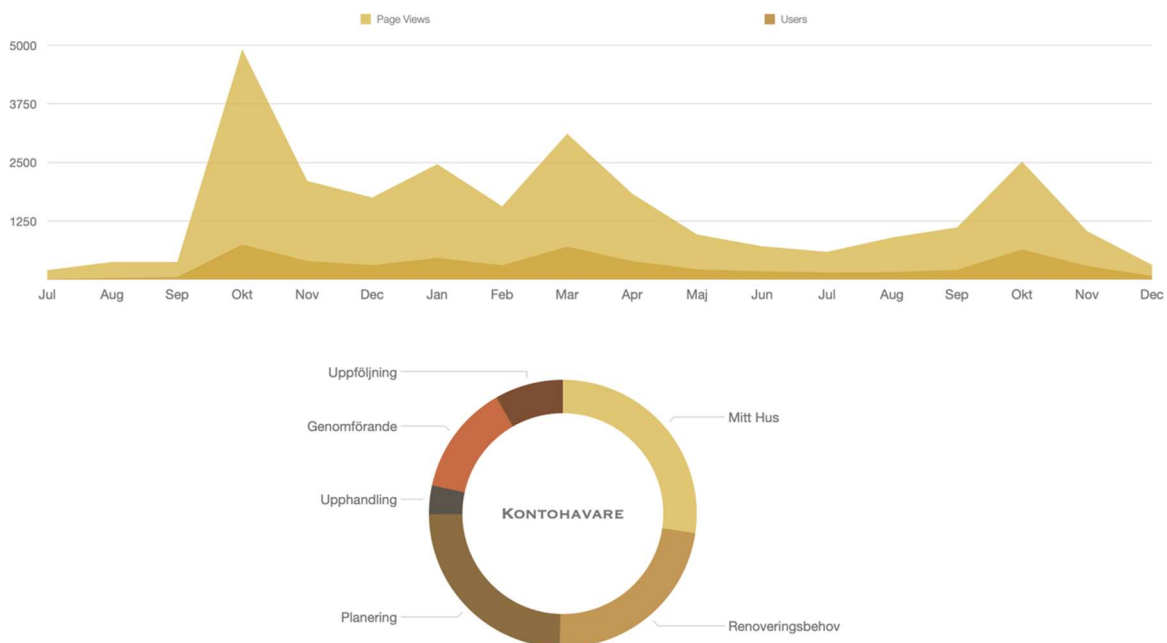 Page Views
Users
5000
3750
2500
1250
Jul Aug Sep Okt Nov Dec Jan Feb Mar Apr Maj Jun Jul Aug Sep Okt Nov Dec
Uppföljning
Mitt Hus
Genomförande
Upphandling
KONTOHAVARE
Planering
Renoveringsbehov